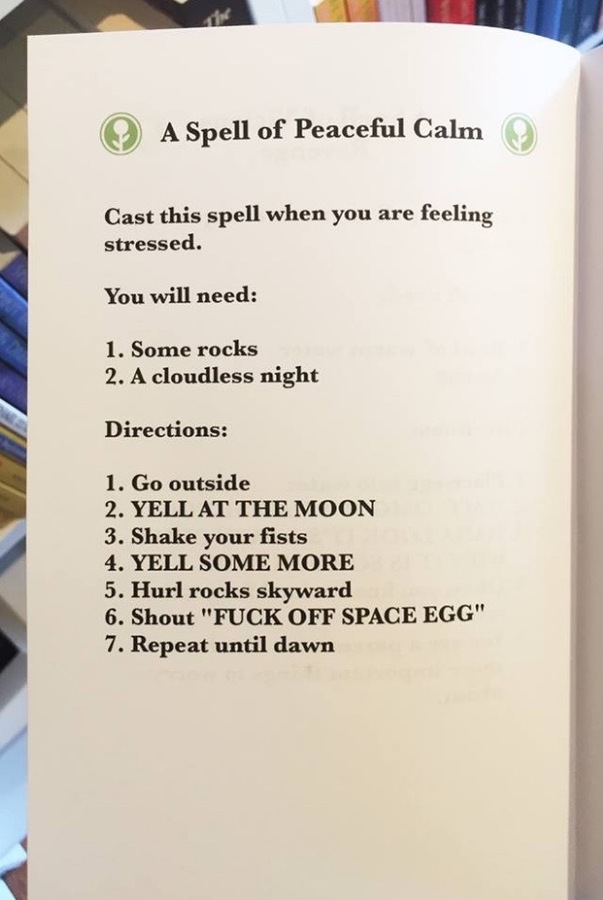 The
A Spell of Peaceful Calm
Cast this spell when you are feeling
stressed.
You will need:
1. Some rocks
2. A cloudless night
Directions:
1. Go outside
2. YELL AT THE MOON
3. Shake your fists
4. YELL SOME MORE
5. Hurl rocks skyward
6. Shout "FUCK OFF SPACE EGG"
7. Repeat until dawn